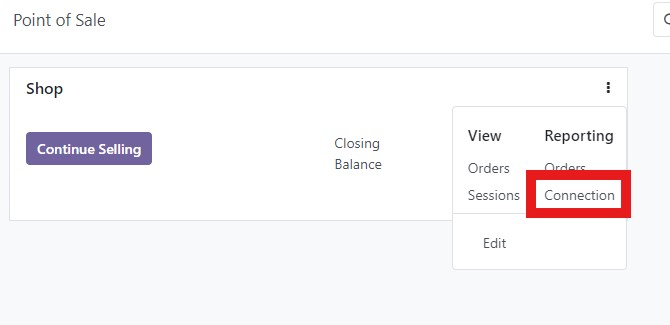 Point of Sale
Shop
Continue Selling
Closing
Balance
View
Reporting
Orders
Orders
Sessions
Connection
Edit